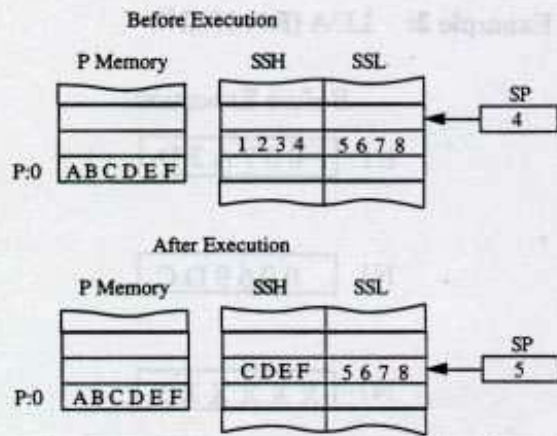 Before Execution
P Memory SSH SSL
SP
4
1 2 3 4 5 6 7 8
P:0 A B C D E F
After Execution
P Memory SSH SSL
SP
C D E F 5 6 7 8 5
P:0 A B C D E F